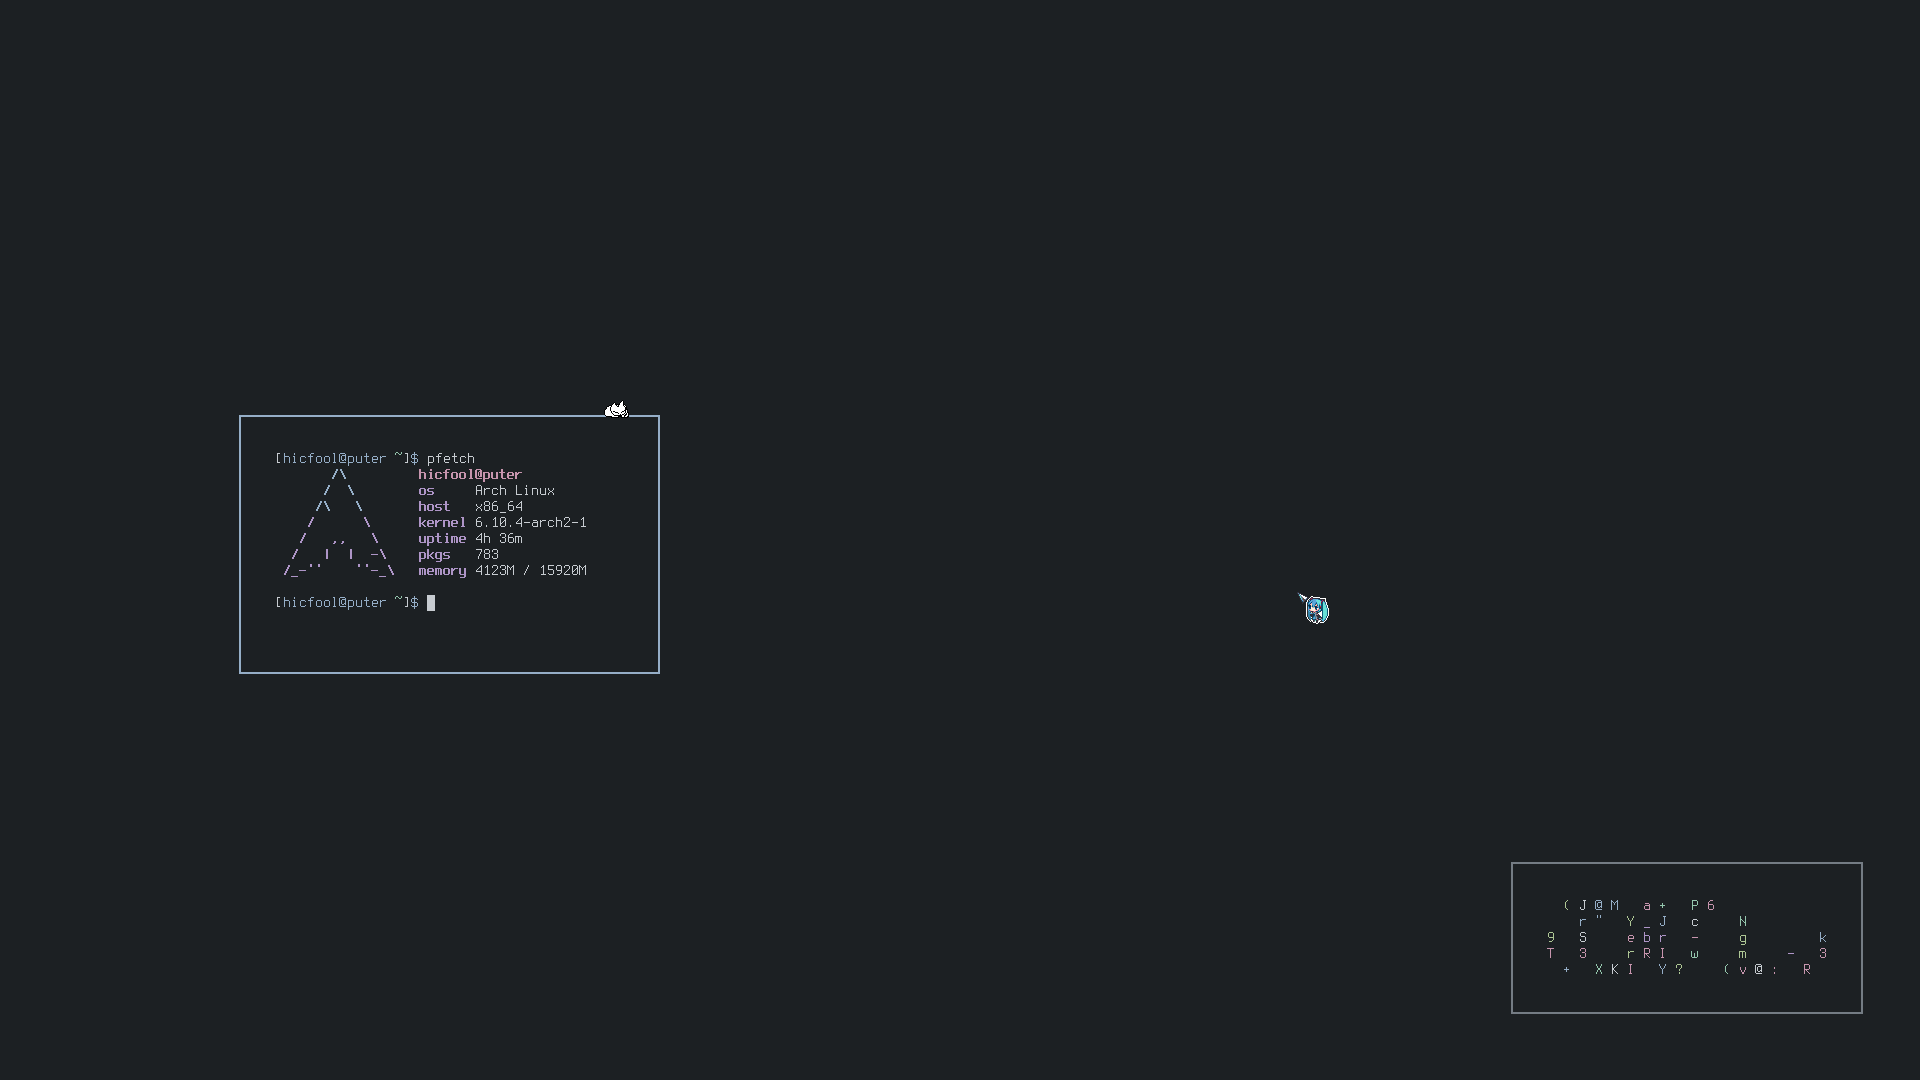 [hicfool@puter ~]$ pfetch
/\ hicfool@puter
/ \ os Arch Linux
/\ \ host x86_64
/ \ kernel 6.10.4-arch2-1
/ ,, \ uptime 4h 36m
/ | | -\ pkgs 783
/_-'' ''-_\ memory 4123M / 15920M
[hicfool@puter ~]$
( J @ M a + P 6
r " Y _ J c N
9 S e b r - g k
T 3 r R I w m - 3
+ X K I Y ? ( v @ : R